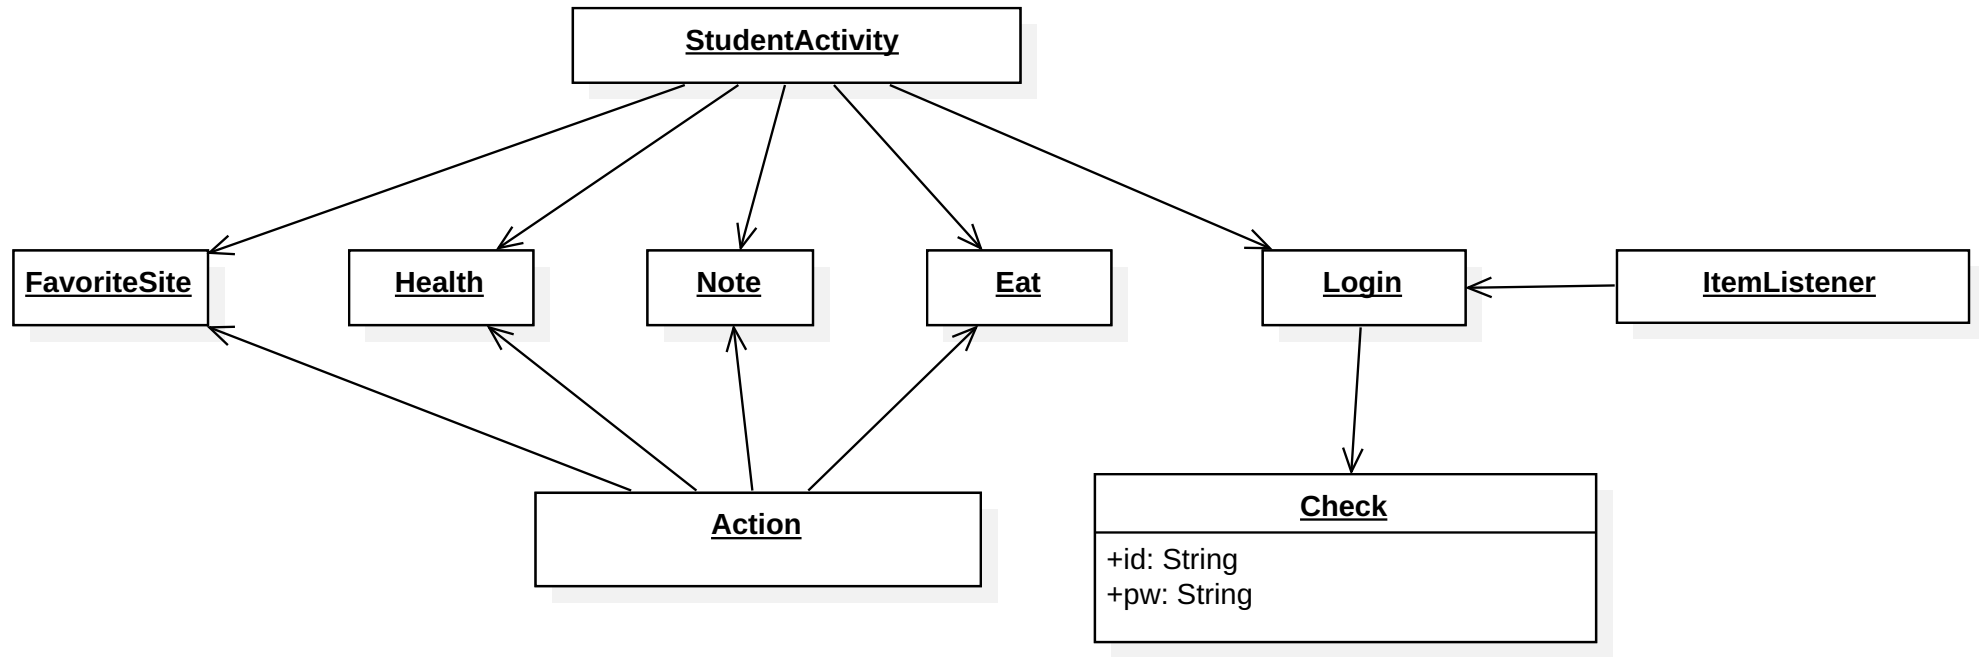 StudentActivity
FavoriteSite
Health
Note
Eat
Login
ItemListener
Action
Check
+id: String
+pw: String